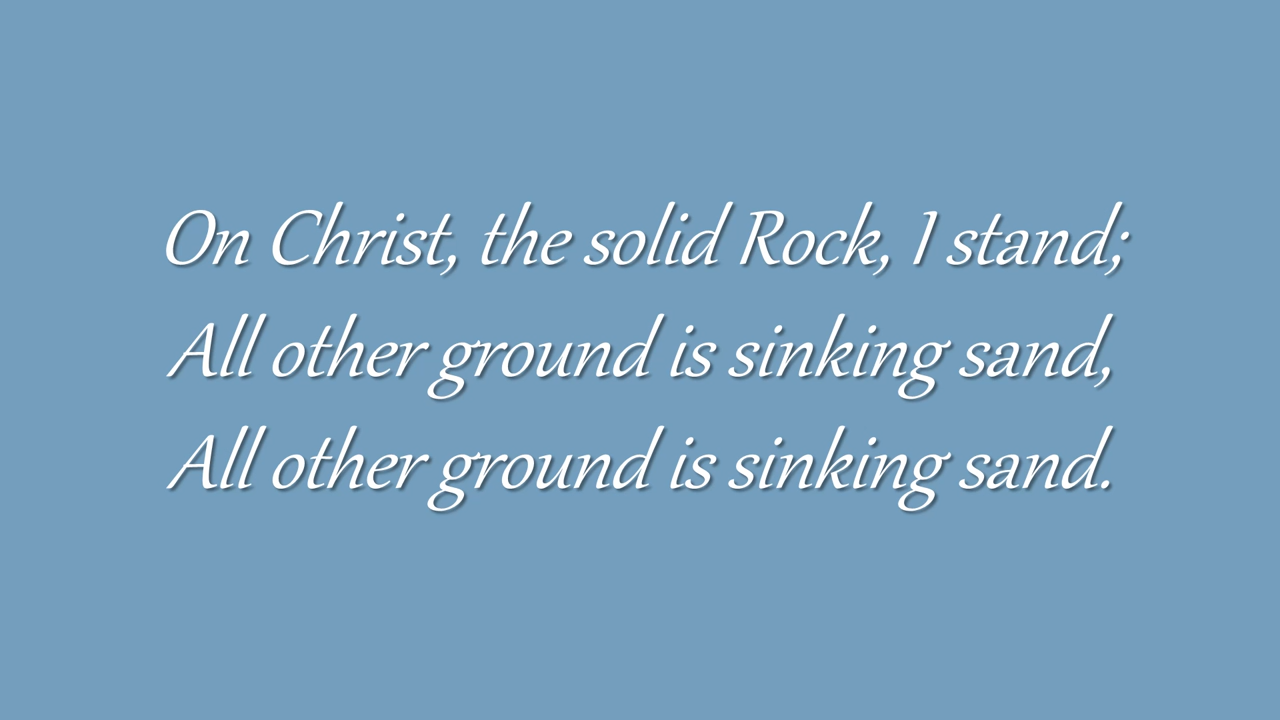 On Christ, the solid Rock, I stand;
All other ground is sinking sand,
All other ground is sinking sand.